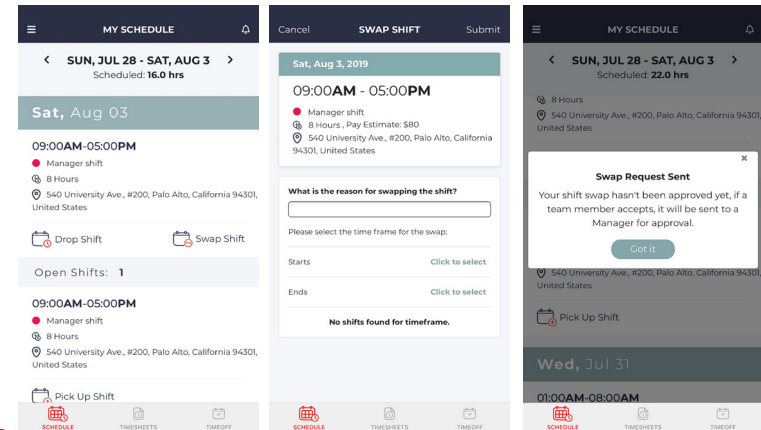 MY SCHEDULE
SUN, JUL 28 - SAT, AUG 3
Scheduled: 16.0 hrs
Sat, Aug 03
09:00AM-05:00PM
Manager shift
8 Hours
540 University Ave., #200, Palo Alto, California 94301,
United States
Drop Shift
Swap Shift
Open Shifts: 1
09:00AM-05:00PM
Manager shift
8 Hours
540 University Ave., #200, Palo Alto, California 94301,
United States
Pick Up Shift
SCHEDULE
TIMESHEETS
TIMEOFF
Cancel
SWAP SHIFT
Submit
Sat, Aug 3, 2019
09:00AM - 05:00PM
Manager shift
8 Hours , Pay Estimate: $80
540 University Ave., #200, Palo Alto, California
94301, United States
What is the reason for swapping the shift?
Please select the time frame for the swap:
Starts
Click to select
Ends
Click to select
No shifts found for timeframe.
SCHEDULE
TIMESHEETS
TIMEOFF
MY SCHEDULE
SUN, JUL 28 - SAT, AUG 3
Scheduled: 22.0 hrs
8 Hours
540 University Ave., #200, Palo Alto, California 94301,
United States
Swap Request Sent
Your shift swap hasn't been approved yet, if a
team member accepts, it will be sent to a
Manager for approval.
Got it
540 University Ave., #200, Palo Alto, California 94301,
United States
Pick Up Shift
Wed, Jul 31
01:00AM-08:00AM
SCHEDULE
TIMESHEETS
TIMEOFF